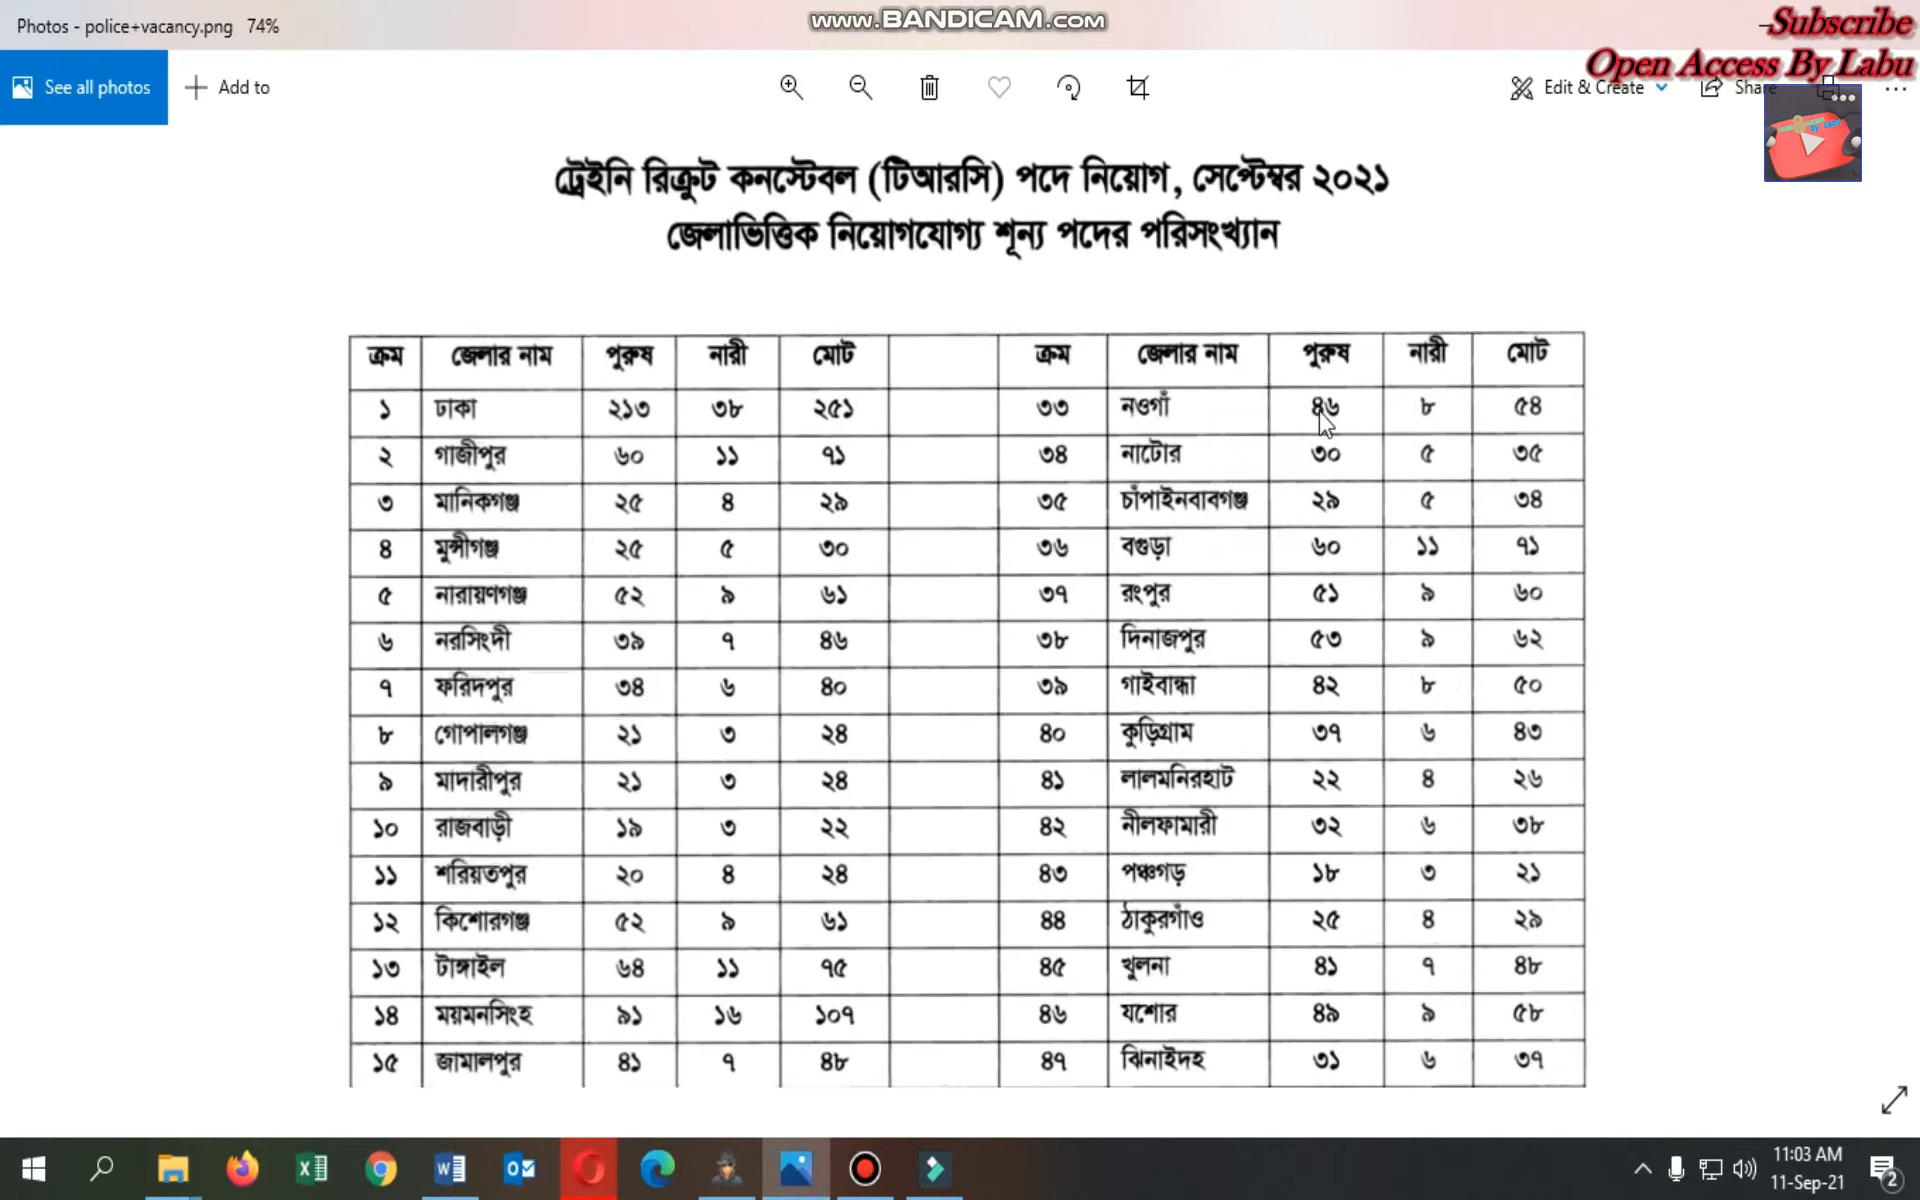 Photos - police+vacancy.png 74%
www.BANDICAM.com
Subscribe
Open Access By Labu
See all photos
Add to
Edit & Create
Share
ট্রেইনি রিক্রুট কনস্টেবল (টিআরসি) পদে নিয়োগ, সেপ্টেম্বর ২০২১
জেলাভিত্তিক নিয়োগযোগ্য শূন্য পদের পরিসংখ্যান
ক্রম জেলার নাম পুরুষ নারী মোট ক্রম জেলার নাম পুরুষ নারী মোট
১ ঢাকা ২১৩ ৩৮ ২৫১ ৩৩ নওগাঁ ৪৬ ৮ ৫৪
২ গাজীপুর ৬০ ১১ ৭১ ৩৪ নাটোর ৩০ ৫ ৩৫
৩ মানিকগঞ্জ ২৫ ৪ ২৯ ৩৫ চাঁপাইনবাবগঞ্জ ২৯ ৫ ৩৪
৪ মুন্সীগঞ্জ ২৫ ৫ ৩০ ৩৬ বগুড়া ৬০ ১১ ৭১
৫ নারায়ণগঞ্জ ৫২ ৯ ৬১ ৩৭ রংপুর ৫১ ৯ ৬০
৬ নরসিংদী ৩৯ ৭ ৪৬ ৩৮ দিনাজপুর ৫৩ ৯ ৬২
৭ ফরিদপুর ৩৪ ৬ ৪০ ৩৯ গাইবান্ধা ৪২ ৮ ৫০
৮ গোপালগঞ্জ ২১ ৩ ২৪ ৪০ কুড়িগ্রাম ৩৭ ৬ ৪৩
৯ মাদারীপুর ২১ ৩ ২৪ ৪১ লালমনিরহাট ২২ ৪ ২৬
১০ রাজবাড়ী ১৯ ৩ ২২ ৪২ নীলফামারী ৩২ ৬ ৩৮
১১ শরিয়তপুর ২০ ৪ ২৪ ৪৩ পঞ্চগড় ১৮ ৩ ২১
১২ কিশোরগঞ্জ ৫২ ৯ ৬১ ৪৪ ঠাকুরগাঁও ২৫ ৪ ২৯
১৩ টাঙ্গাইল ৬৪ ১১ ৭৫ ৪৫ খুলনা ৪১ ৭ ৪৮
১৪ ময়মনসিংহ ৯১ ১৬ ১০৭ ৪৬ যশোর ৪৯ ৯ ৫৮
১৫ জামালপুর ৪১ ৭ ৪৮ ৪৭ ঝিনাইদহ ৩১ ৬ ৩৭
11:03 AM
11-Sep-21
2